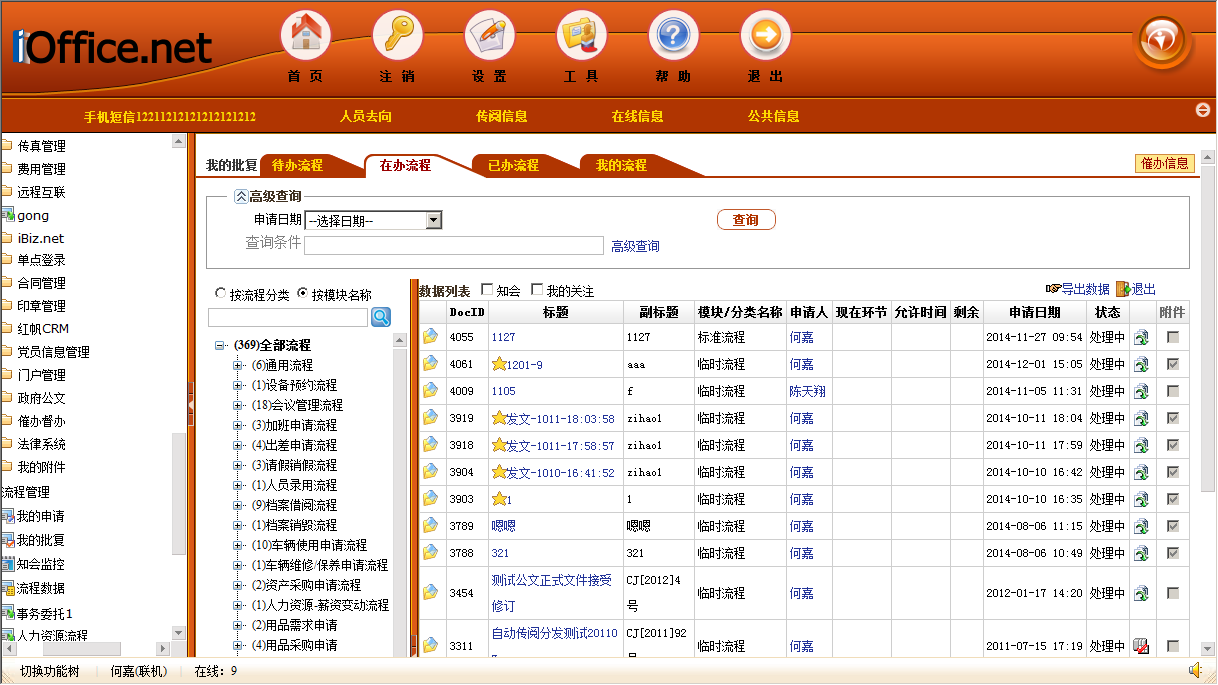 iOffice.net
首 页
注 销
设 置
工 具
帮 助
退 出
手机短信12211212121212121212 人员去向 传阅信息 在线信息 公共信息
传真管理
费用管理
远程互联
gong
iBiz.net
单点登录
合同管理
印章管理
红帆CRM
党员信息管理
门户管理
政府公文
催办督办
法律系统
我的附件
流程管理
我的申请
我的批复
知会监控
流程数据
事务委托1
人力资源流程
我的批复 待办流程 在办流程 已办流程 我的流程 催办信息
高级查询
申请日期 --选择日期-- 查询
查询条件 高级查询
按流程分类 按模块名称
(369)全部流程
(6)通用流程
(1)设备预约流程
(18)会议管理流程
(3)加班申请流程
(4)出差申请流程
(3)请假销假流程
(1)人员录用流程
(9)档案借阅流程
(1)档案销毁流程
(10)车辆使用申请流程
(1)车辆维修/保养申请流程
(2)资产采购申请流程
(1)人力资源-薪资变动流程
(2)用品需求申请
(4)用品采购申请
数据列表 知会 我的关注 导出数据 退出
DocID 标题 副标题 模块/分类名称 申请人 现在环节 允许时间 剩余 申请日期 状态 附件
4055 1127 1127 标准流程 何嘉 2014-11-27 09:54 处理中
4061 1201-9 aaa 临时流程 何嘉 2014-12-01 15:05 处理中
4009 1105 f 临时流程 陈天翔 2014-11-05 11:31 处理中
3919 发文-1011-18:03:58 zihao1 临时流程 何嘉 2014-10-11 18:04 处理中
3918 发文-1011-17:58:57 zihao1 临时流程 何嘉 2014-10-11 17:59 处理中
3904 发文-1010-16:41:52 zihao1 临时流程 何嘉 2014-10-10 16:42 处理中
3903 1 1 临时流程 何嘉 2014-10-10 16:35 处理中
3789 嗯嗯 嗯嗯 临时流程 何嘉 2014-08-06 11:15 处理中
3788 321 321 临时流程 何嘉 2014-08-06 10:49 处理中
3454 测试公文正式文件接受修订 CJ[2012]4号 临时流程 何嘉 2012-01-17 14:20 处理中
3311 自动传阅分发测试20110 CJ[2011]92 临时流程 何嘉 2011-07-15 17:19 处理中
切换功能树 何嘉(联机) 在线：9